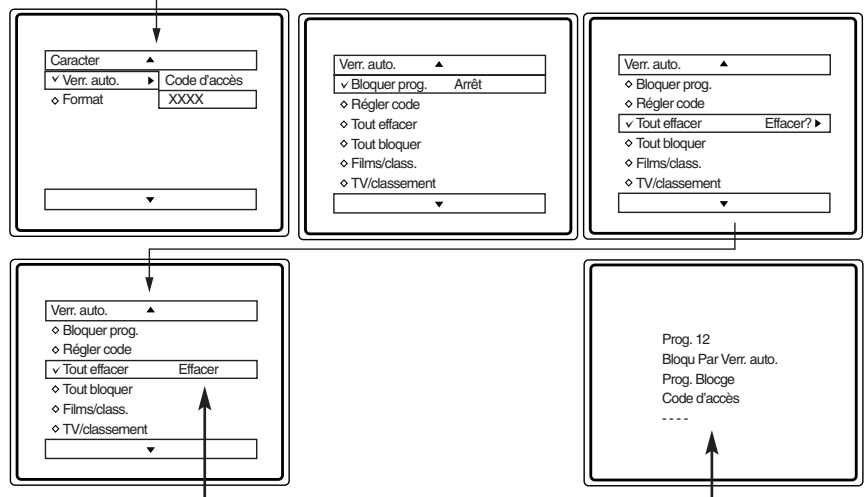 Caracter
Verr. auto.
Code d'accès
Format
XXXX
Verr. auto.
Bloquer prog. Arrêt
Régler code
Tout effacer
Tout bloquer
Films/class.
TV/classement
Verr. auto.
Bloquer prog.
Régler code
Tout effacer Effacer?
Tout bloquer
Films/class.
TV/classement
Verr. auto.
Bloquer prog.
Régler code
Tout effacer Effacer
Tout bloquer
Films/class.
TV/classement
Prog. 12
Bloqu Par Verr. auto.
Prog. Blocge
Code d'accès
- - - -